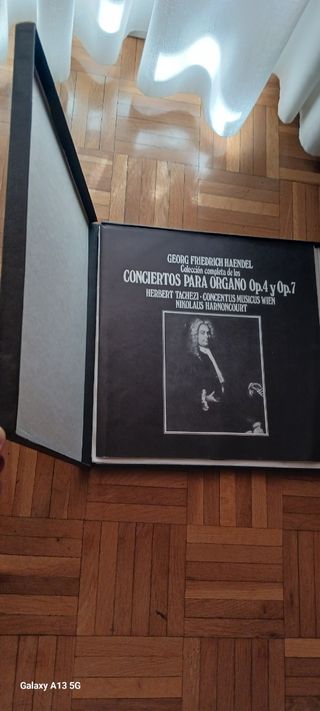 GEORG FRIEDRICH HAENDEL
Colección completa de los
CONCIERTOS PARA ORGANO Op.4 y Op.7
HERBERT TACHEZI · CONCENTUS MUSICUS WIEN
NIKOLAUS HARNONCOURT
Galaxy A13 5G